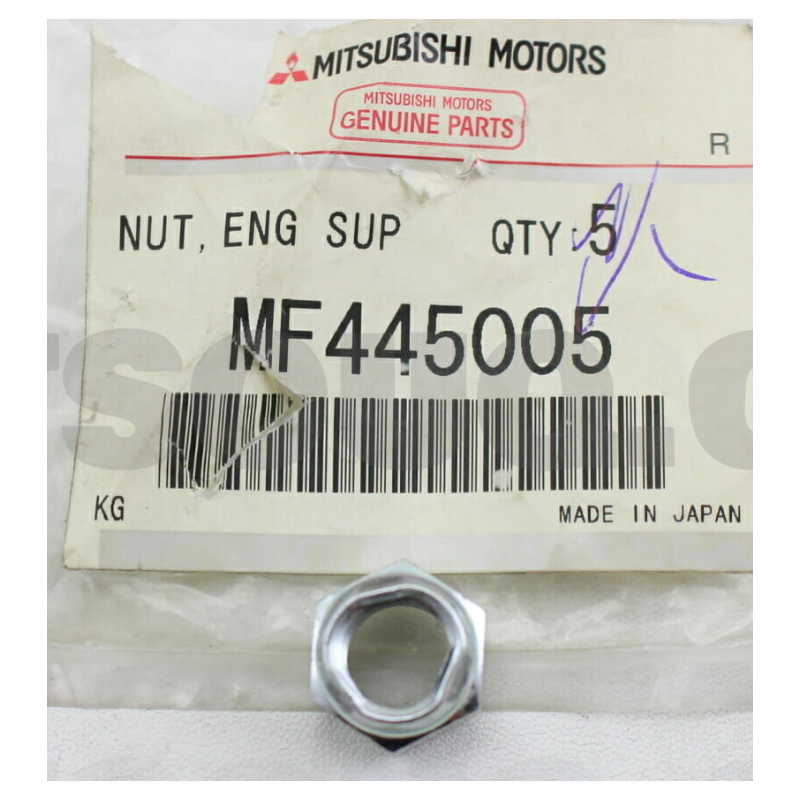 MITSUBISHI MOTORS
MITSUBISHI MOTORS
GENUINE PARTS
R
NUT, ENG SUP QTY 5
MF445005
KG MADE IN JAPAN